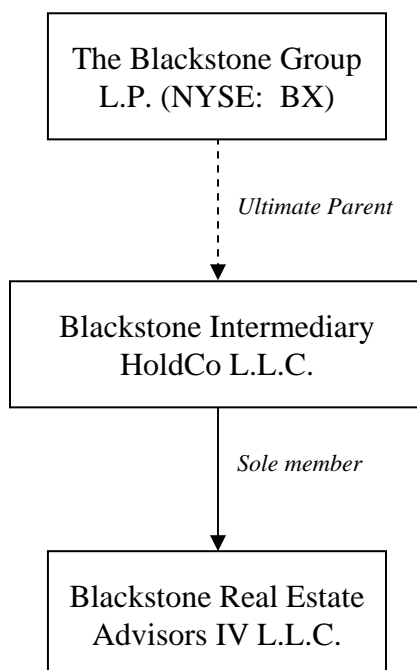 The Blackstone Group
L.P. (NYSE:  BX)
Ultimate Parent
Blackstone Intermediary
HoldCo L.L.C.
Sole member
Blackstone Real Estate
Advisors IV L.L.C.